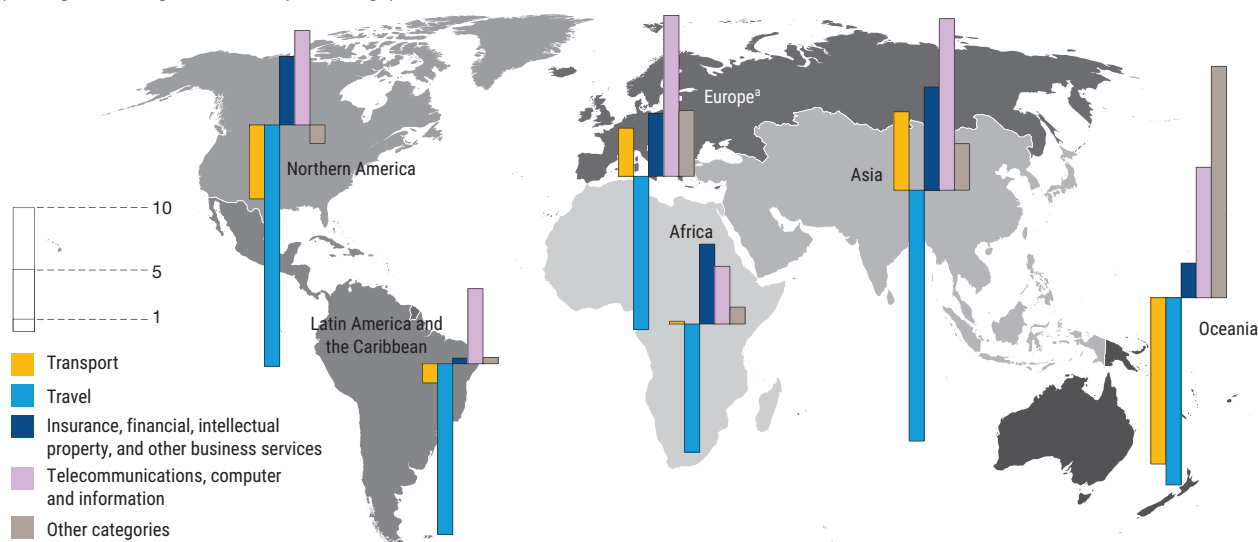 Europeᵃ
Northern America
Asia
Africa
Latin America and
the Caribbean
Oceania
10
5
1
Transport
Travel
Insurance, financial, intellectual
property, and other business services
Telecommunications, computer
and information
Other categories